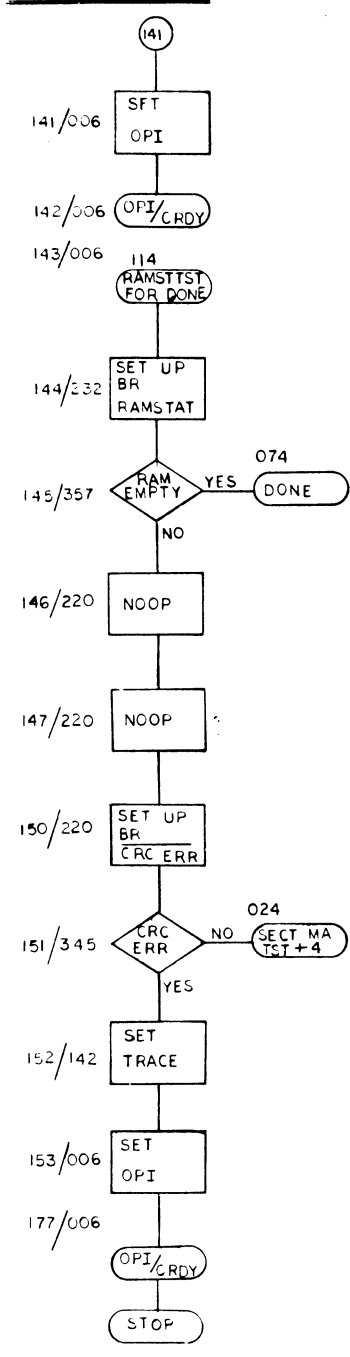 141
141/006
SET
OPI
142/006
OPI/CRDY
143/006
114
RAMSTTST
FOR DONE
144/232
SET UP
BR
RAMSTAT
145/357
RAM
EMPTY
YES
074
DONE
NO
146/220
NOOP
147/220
NOOP
150/220
SET UP
BR
CRC ERR
151/345
CRC
ERR
NO
024
SECT MA
TST+4
YES
152/142
SET
TRACE
153/006
SET
OPI
177/006
OPI/CRDY
STOP